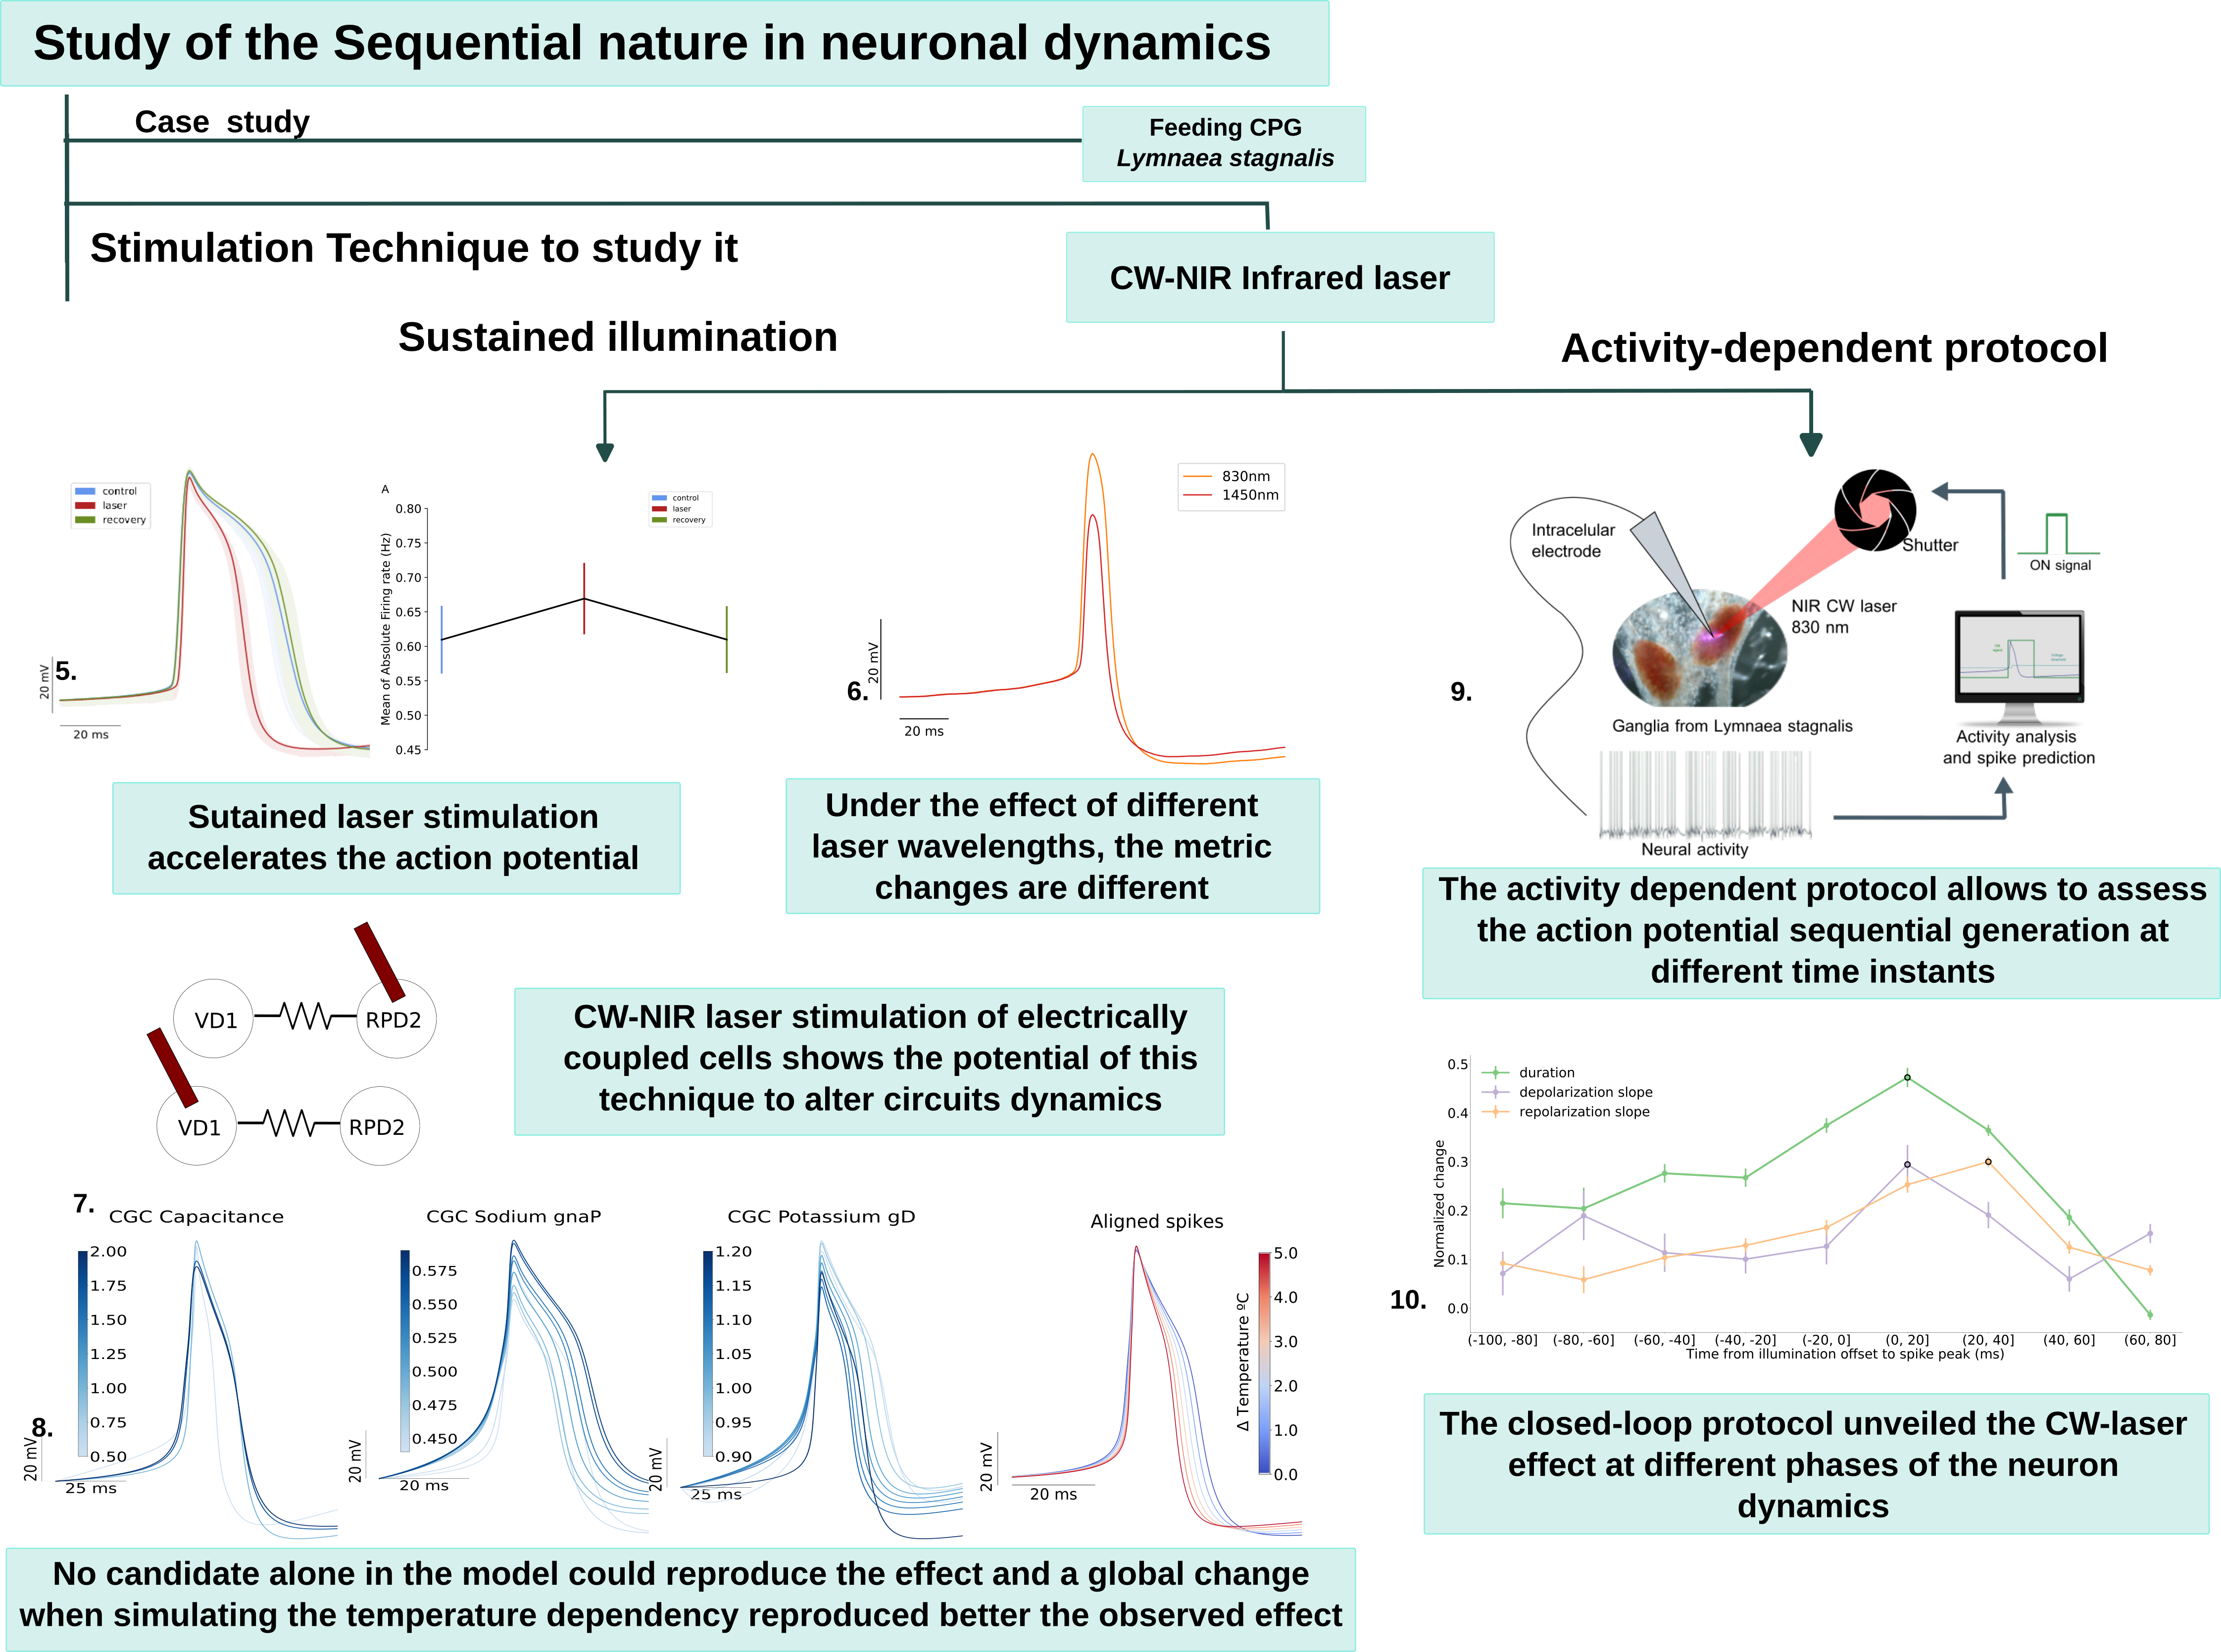 Study of the Sequential nature in neuronal dynamics
Case study
Feeding CPG
Lymnaea stagnalis
Stimulation Technique to study it
CW-NIR Infrared laser
Sustained illumination
Activity-dependent protocol
control
laser
recovery
5.
20 mV
20 ms
A
control
laser
recovery
Mean of Absolute Firing rate (Hz)
0.80
0.75
0.70
0.65
0.60
0.55
0.50
0.45
830nm
1450nm
6.
20 mV
20 ms
9.
Intracelular
electrode
Shutter
ON signal
NIR CW laser
830 nm
Ganglia from Lymnaea stagnalis
Activity analysis
and spike prediction
Neural activity
Sutained laser stimulation
accelerates the action potential
Under the effect of different
laser wavelengths, the metric
changes are different
The activity dependent protocol allows to assess
the action potential sequential generation at
different time instants
VD1
RPD2
VD1
RPD2
CW-NIR laser stimulation of electrically
coupled cells shows the potential of this
technique to alter circuits dynamics
7.
CGC Capacitance
2.00
1.75
1.50
1.25
1.00
0.75
0.50
8.
20 mV
25 ms
CGC Sodium gnaP
0.575
0.550
0.525
0.500
0.475
0.450
20 mV
20 ms
CGC Potassium gD
1.20
1.15
1.10
1.05
1.00
0.95
0.90
20 mV
25 ms
Aligned spikes
Δ Temperature ºC
5.0
4.0
3.0
2.0
1.0
0.0
20 mV
20 ms
10.
duration
depolarization slope
repolarization slope
Normalized change
0.5
0.4
0.3
0.2
0.1
0.0
(-100, -80] (-80, -60] (-60, -40] (-40, -20] (-20, 0] (0, 20] (20, 40] (40, 60] (60, 80]
Time from illumination offset to spike peak (ms)
The closed-loop protocol unveiled the CW-laser
effect at different phases of the neuron
dynamics
No candidate alone in the model could reproduce the effect and a global change
when simulating the temperature dependency reproduced better the observed effect